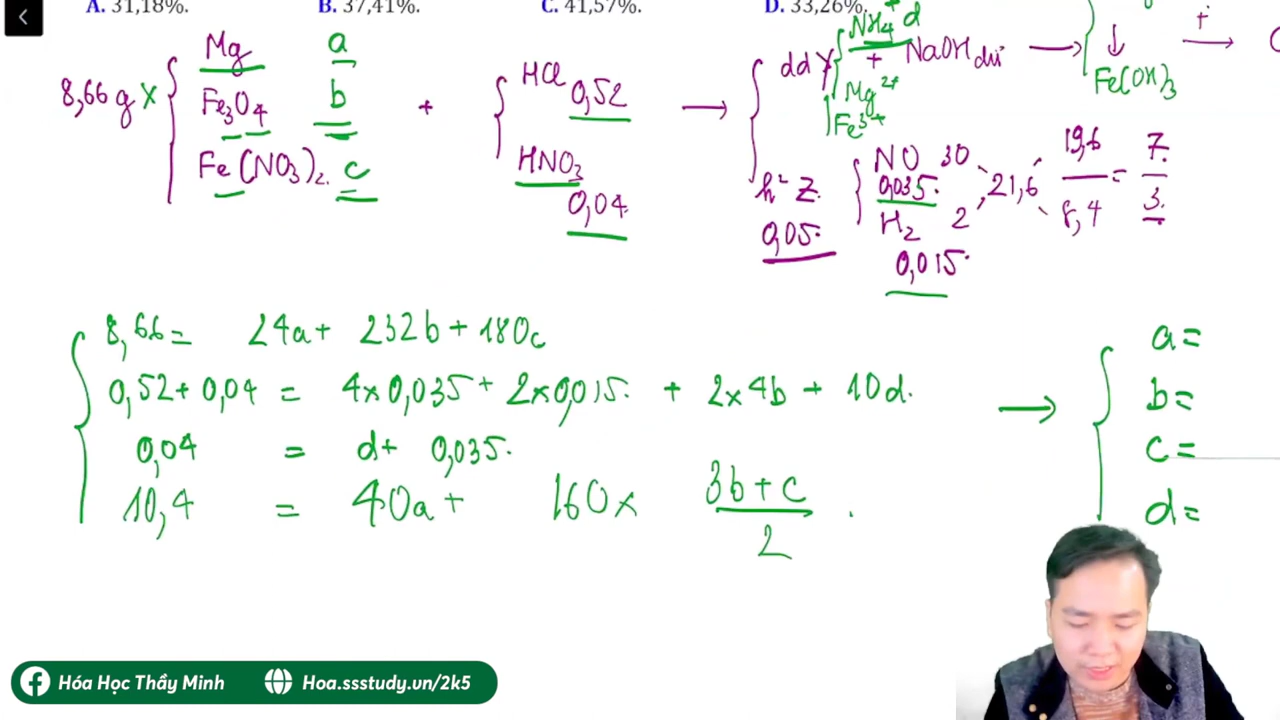 A. 31,18%. B. 37,41%. C. 41,57%. D. 33,26%.
8,66 g X
Mg a
Fe3O4 b
Fe(NO3)2. c
+
HCl 0,52
HNO3 0,04.
→
dd Y
NH4+ d
Mg2+
Fe3+
+ NaOH dư →
↓
Fe(OH)3
+
→
h2 Z.
0,05.
NO 30
0,035.
H2 2
0,015.
21,6
19,6
8,4
=
7.
3.
8,66 = 24a + 232b + 180c
0,52 + 0,04 = 4×0,035 + 2×0,015. + 2×4b + 10d.
0,04 = d + 0,035.
10,4 = 40a + 160× 3b+c / 2 .
→
a=
b=
c=
d=
Hóa Học Thầy Minh Hoa.ssstudy.vn/2k5